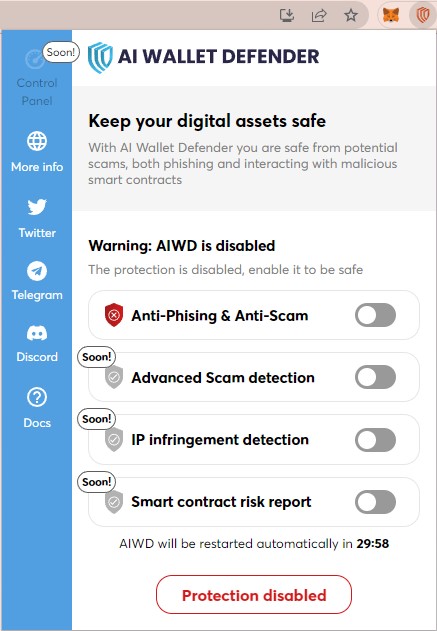 Soon!
Control
Panel
More info
Twitter
Telegram
Discord
Docs
AI WALLET DEFENDER
Keep your digital assets safe
With AI Wallet Defender you are safe from potential
scams, both phishing and interacting with malicious
smart contracts
Warning: AIWD is disabled
The protection is disabled, enable it to be safe
Anti-Phising & Anti-Scam
Soon!
Advanced Scam detection
Soon!
IP infringement detection
Soon!
Smart contract risk report
AIWD will be restarted automatically in 29:58
Protection disabled